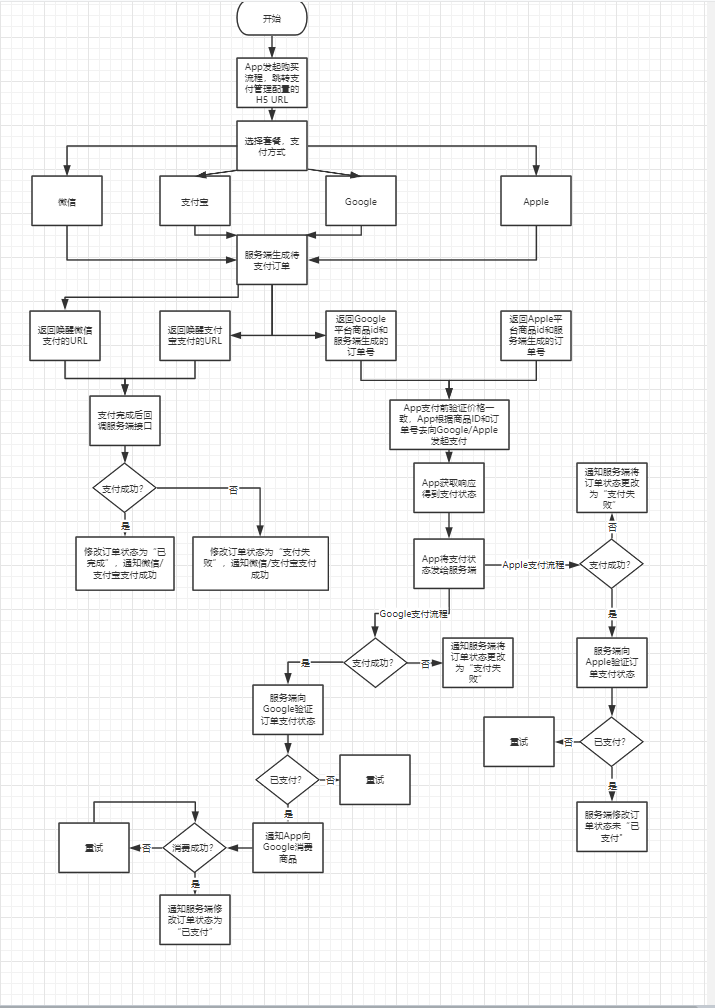 开始
App发起购买
流程，跳转支
付管理配置的
H5 URL
选择套餐，支
付方式
微信
支付宝
Google
Apple
服务端生成待
支付订单
返回唤醒微信
支付的URL
返回唤醒支付
宝支付的URL
返回Google
平台商品id和
服务端生成的
订单号
返回Apple平
台商品id和服
务端生成的订
单号
支付完成后回
调服务端接口
App支付前验证价格一
致，App根据商品ID和订
单号去向Google/Apple
发起支付
支付成功?
否
是
App获取响应
得到支付状态
通知服务端将
订单状态更改
为“支付失
败”
否
修改订单状态为“已
完成”，通知微信/
支付宝支付成功
修改订单状态为“支付失
败”，通知微信/支付宝支付
成功
App将支付状
态发给服务端
Apple支付流程
支付成功?
是
Google支付流程
支付成功?
是
否
通知服务端将
订单状态更改
为“支付失
败”
服务端向
Apple验证订
单支付状态
服务端向
Google验证
订单支付状态
重试
否
已支付?
是
已支付?
否
重试
是
服务端修改订
单状态未“已
支付”
重试
否
消费成功?
通知App向
Google消费
商品
是
通知服务端修
改订单状态为
“已支付”